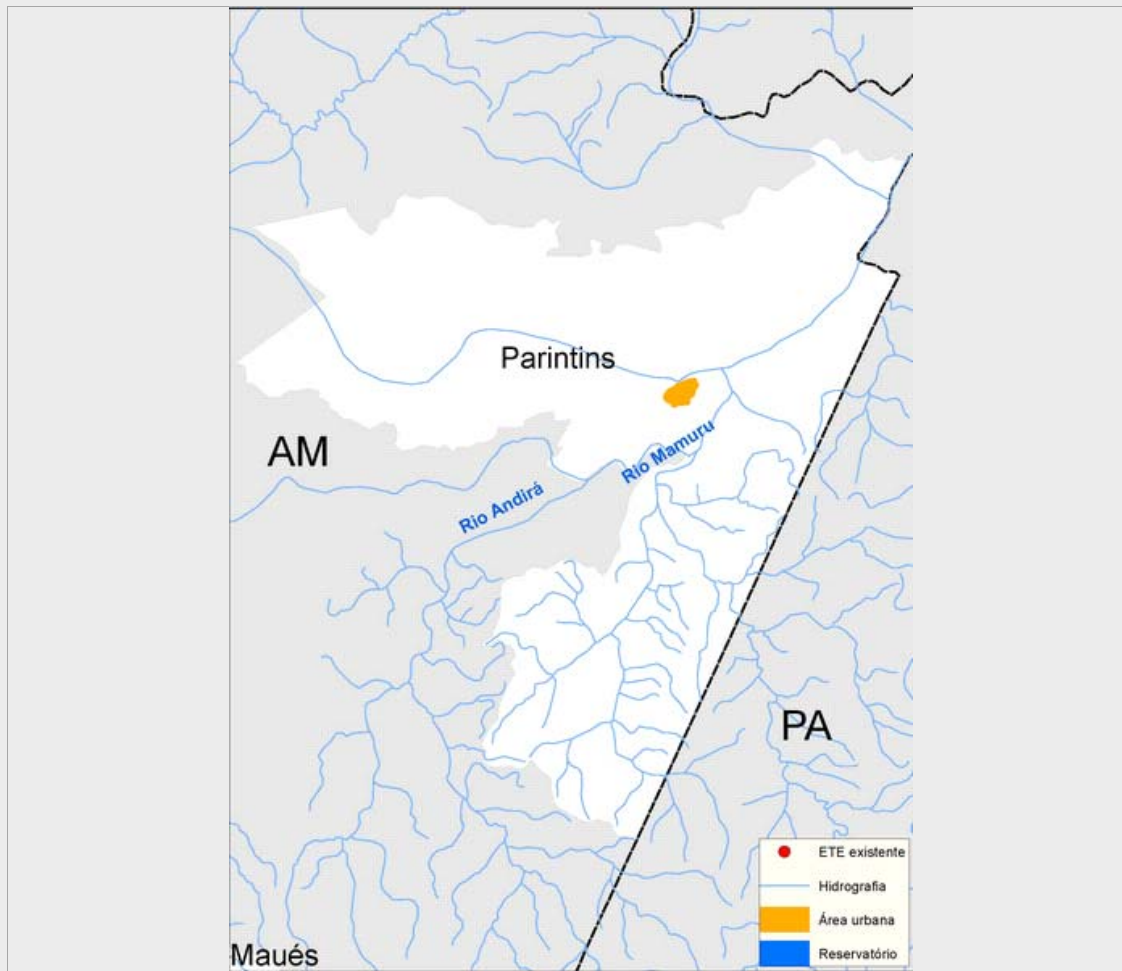 Parintins
AM
Rio Mamuru
Rio Andirá
PA
ETE existente
Hidrografia
Área urbana
Reservatório
Maués